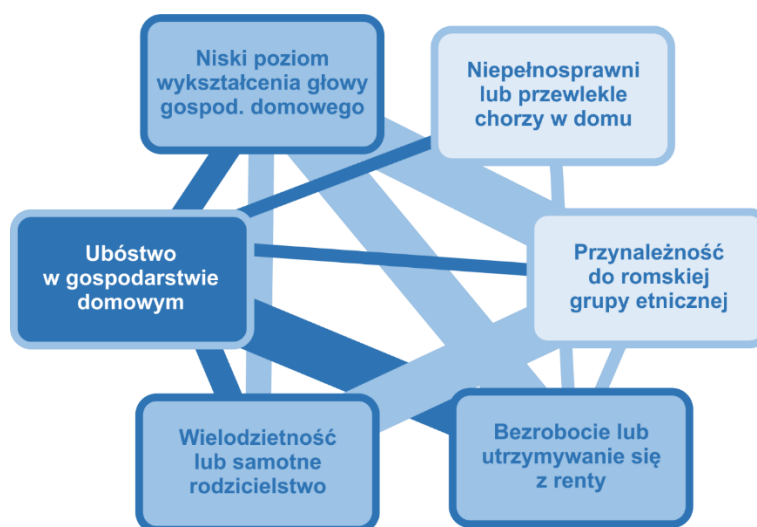 Niski poziom
wykształcenia głowy
gospod. domowego
Niepełnosprawni
lub przewlekle
chorzy w domu
Ubóstwo
w gospodarstwie
domowym
Przynależność
do romskiej
grupy etnicznej
Wielodzietność
lub samotne
rodzicielstwo
Bezrobocie lub
utrzymywanie się
z renty